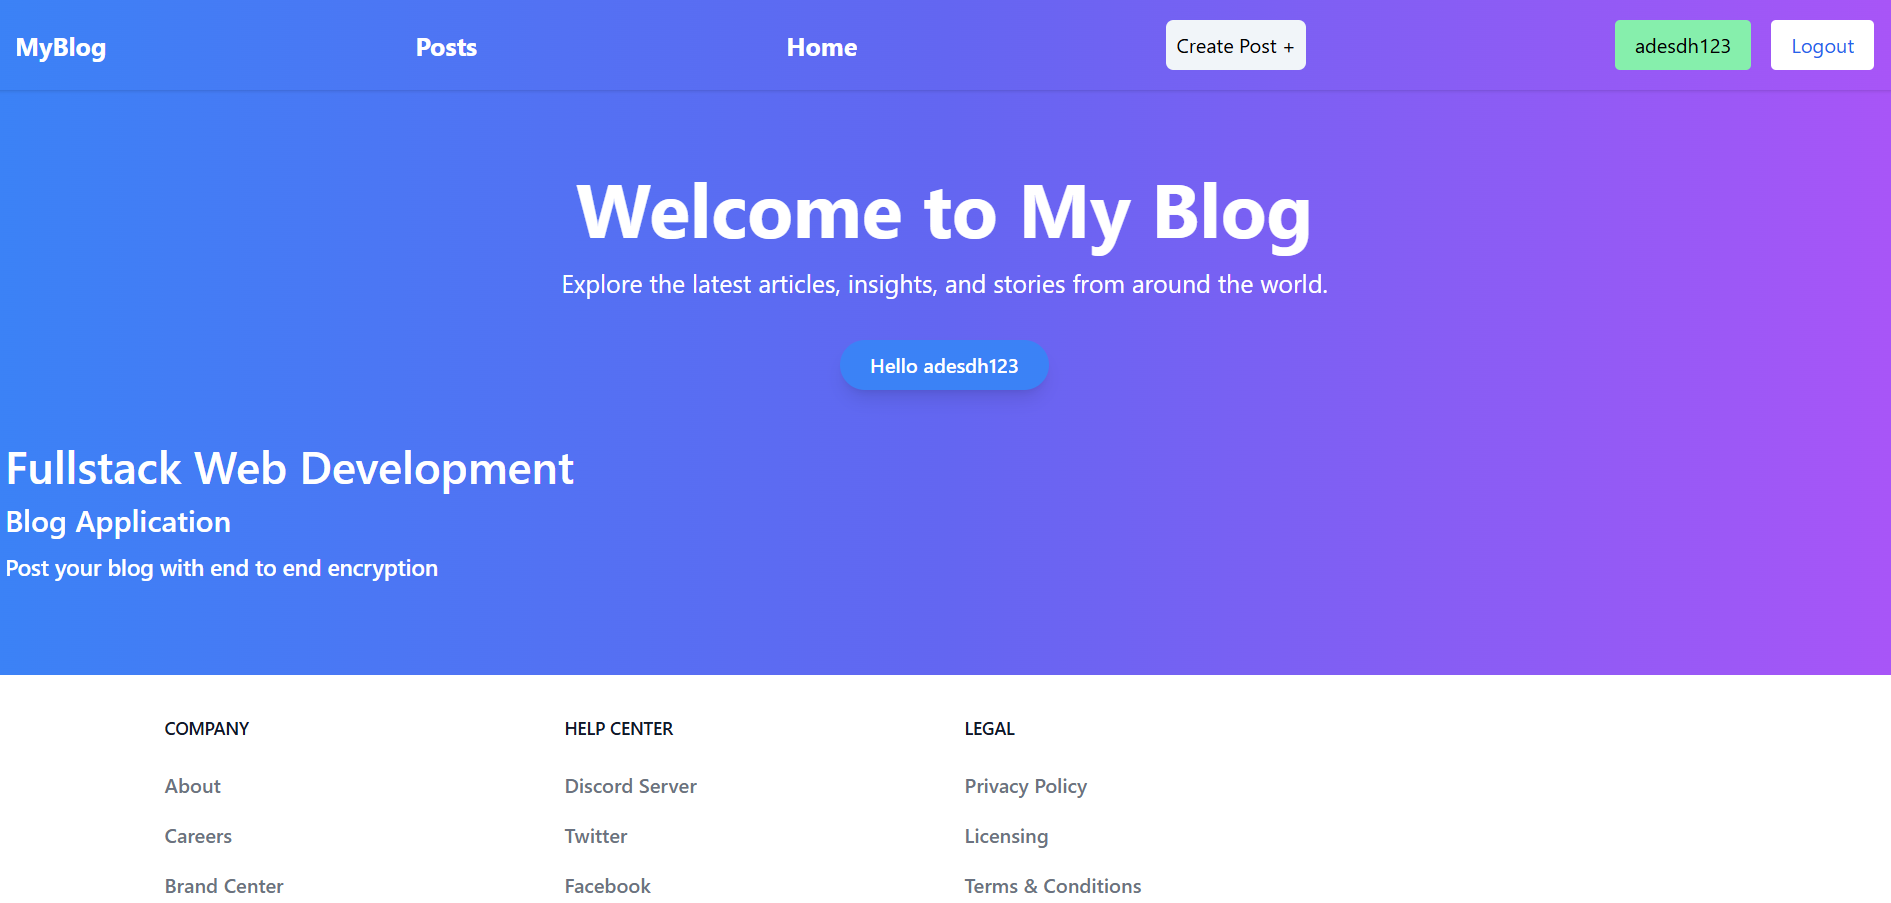 MyBlog Posts Home Create Post + adesdh123 Logout
Welcome to My Blog
Explore the latest articles, insights, and stories from around the world.
Hello adesdh123
Fullstack Web Development
Blog Application
Post your blog with end to end encryption
COMPANY HELP CENTER LEGAL
About Discord Server Privacy Policy
Careers Twitter Licensing
Brand Center Facebook Terms & Conditions